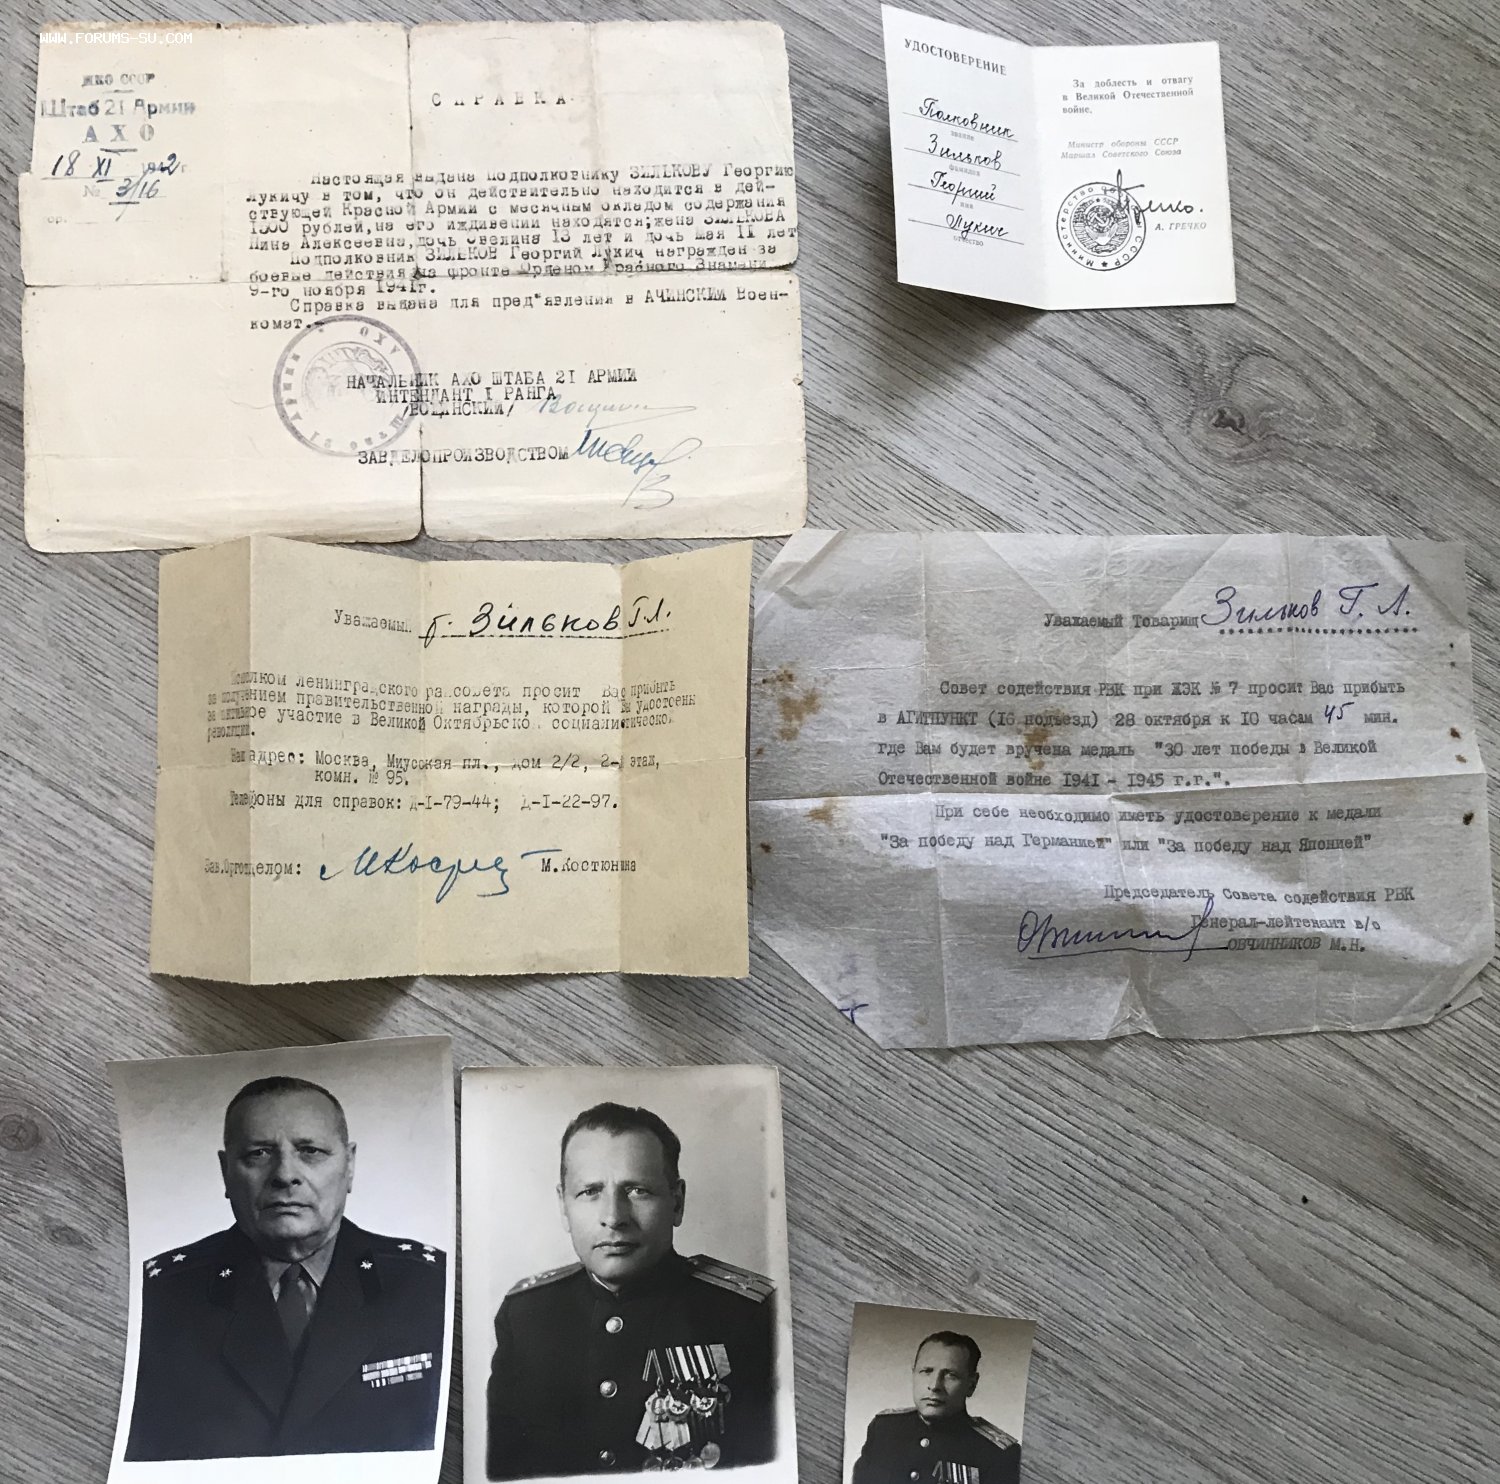 WWW.FORUMS-SU.COM
НКО СССР
Штаб 21 Армии
АХО
18 XI 1942 г
№ 3/16
СПРАВКА
Настоящая выдана Подполковнику ЗИЛЬКОВУ Георгию
Лукичу в том, что он действительно находится в дей-
ствующей Красной Армии с месячным окладом содержания
1500 рублей, на его иждивении находятся; жена ЗИЛЬКОВА
Нина Алексеевна, дочь Эвелина 13 лет и дочь Мая 11 лет
Подполковник ЗИЛЬКОВ Георгий Лукич награжден за
боевые действия на фронте Орденом Красного Знамени
9-го ноября 1941г.
Справка выдана для пред"явления в АЧИНСКИЙ Воен-
комат.-
НАЧАЛЬНИК АХО ШТАБА 21 АРМИИ
ИНТЕНДАНТ I РАНГА
/ВОЩИНСКИЙ/
ЗАВДЕЛОПРОИЗВОДСТВОМ
УДОСТОВЕРЕНИЕ
Полковник
звание
Зильков
фамилия
Георгий
имя
Лукич
отчество
За доблесть и отвагу
в Великой Отечественной
войне.
Министр обороны СССР
Маршал Советского Союза
А. ГРЕЧКО
Уважаемый т. Зильков Г.Л.
Исполком Ленинградского райсовета просит Вас прибыть
за получением правительственной награды, которой Вы удостоены
за активное участие в Великой Октябрьской социалистической
революции.
Наш адрес: Москва, Миусская пл., дом 2/2, 2-й этаж,
комн. № 95.
Телефоны для справок: Д-1-79-44; Д-1-22-97.
Зав.Орготделом: М.Костюнина
Уважаемый Товарищ Зильков Г. Л.
Совет содействия РВК при ЖЭК № 7 просит Вас прибыть
в АГИТПУНКТ (16 подъезд) 28 октября к 10 часам 45 мин.
где Вам будет вручена медаль "30 лет победы в Великой
Отечественной войне 1941 - 1945 г.г.".
При себе необходимо иметь удостоверение к медали
"За победу над Германией" или "За победу над Японией"
Председатель Совета содействия РВК
Генерал-лейтенант в/о
ОВЧИННИКОВ М.Н.